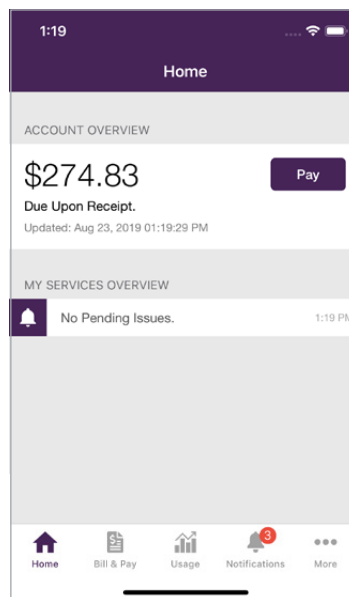 1:19
Home
ACCOUNT OVERVIEW
$274.83
Pay
Due Upon Receipt.
Updated: Aug 23, 2019 01:19:29 PM
MY SERVICES OVERVIEW
No Pending Issues.
1:19 PM
3
Home
Bill & Pay
Usage
Notifications
More